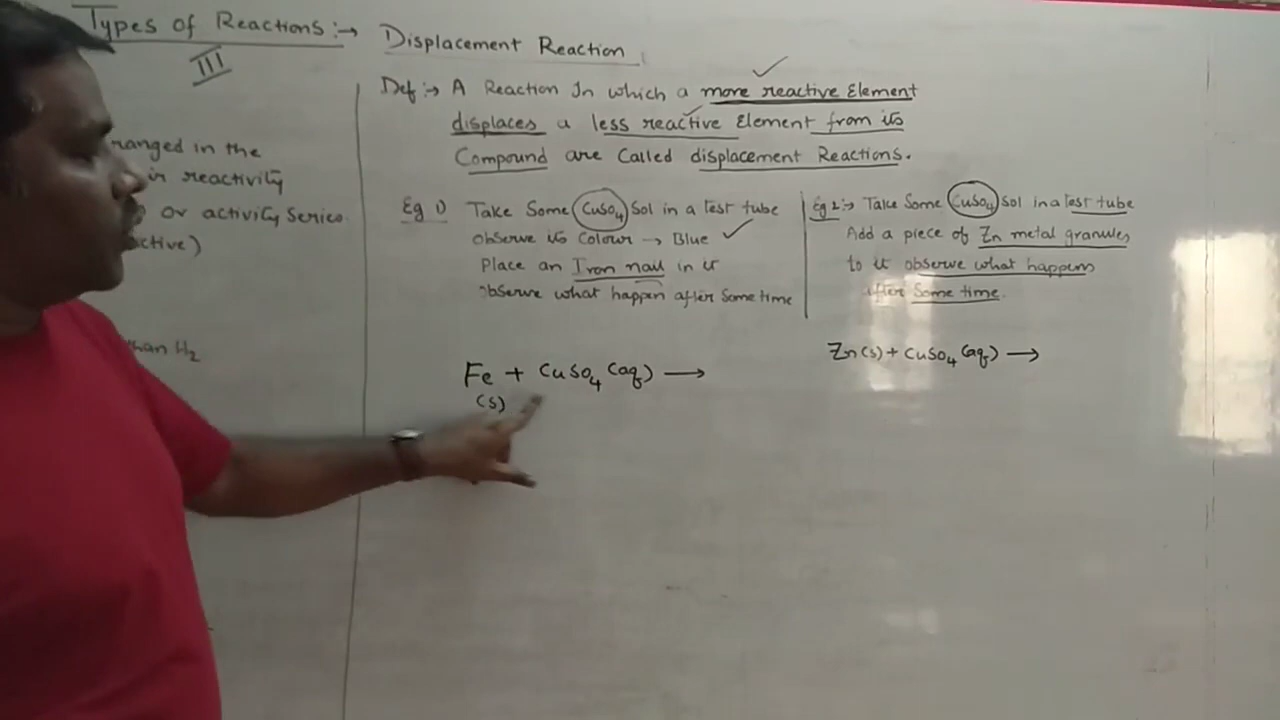 Types of Reactions :→ Displacement Reaction
III
ranged in the
reactivity
or activity Series
active)
than H₂
Def :→ A Reaction In which a more reactive Element
displaces a less reactive Element from its
Compound are Called displacement Reactions.
Eg 1) Take Some CuSO₄ Sol in a test tube
Observe its Colour → Blue ✓
Place an Iron nail in it
Observe what happen after Some time
Eg 2 :→ Take Some CuSO₄ Sol in a test tube
Add a piece of Zn metal granules
to it observe what happens
after Some time.
Fe + CuSO₄ (aq) →
(s)
Zn(s) + CuSO₄ (aq) →